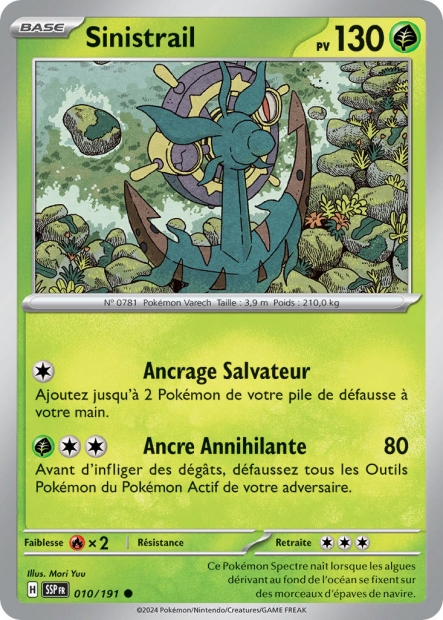 BASE
Sinistrail
PV 130
N° 0781 Pokémon Varech Taille : 3,9 m Poids : 210,0 kg
Ancrage Salvateur
Ajoutez jusqu'à 2 Pokémon de votre pile de défausse à
votre main.
Ancre Annihilante 80
Avant d'infliger des dégâts, défaussez tous les Outils
Pokémon du Pokémon Actif de votre adversaire.
Faiblesse ×2 Résistance Retraite
Illus. Mori Yuu
H SSP FR 010/191
Ce Pokémon Spectre naît lorsque les algues
dérivant au fond de l'océan se fixent sur
des morceaux d'épaves de navire.
©2024 Pokémon/Nintendo/Creatures/GAME FREAK